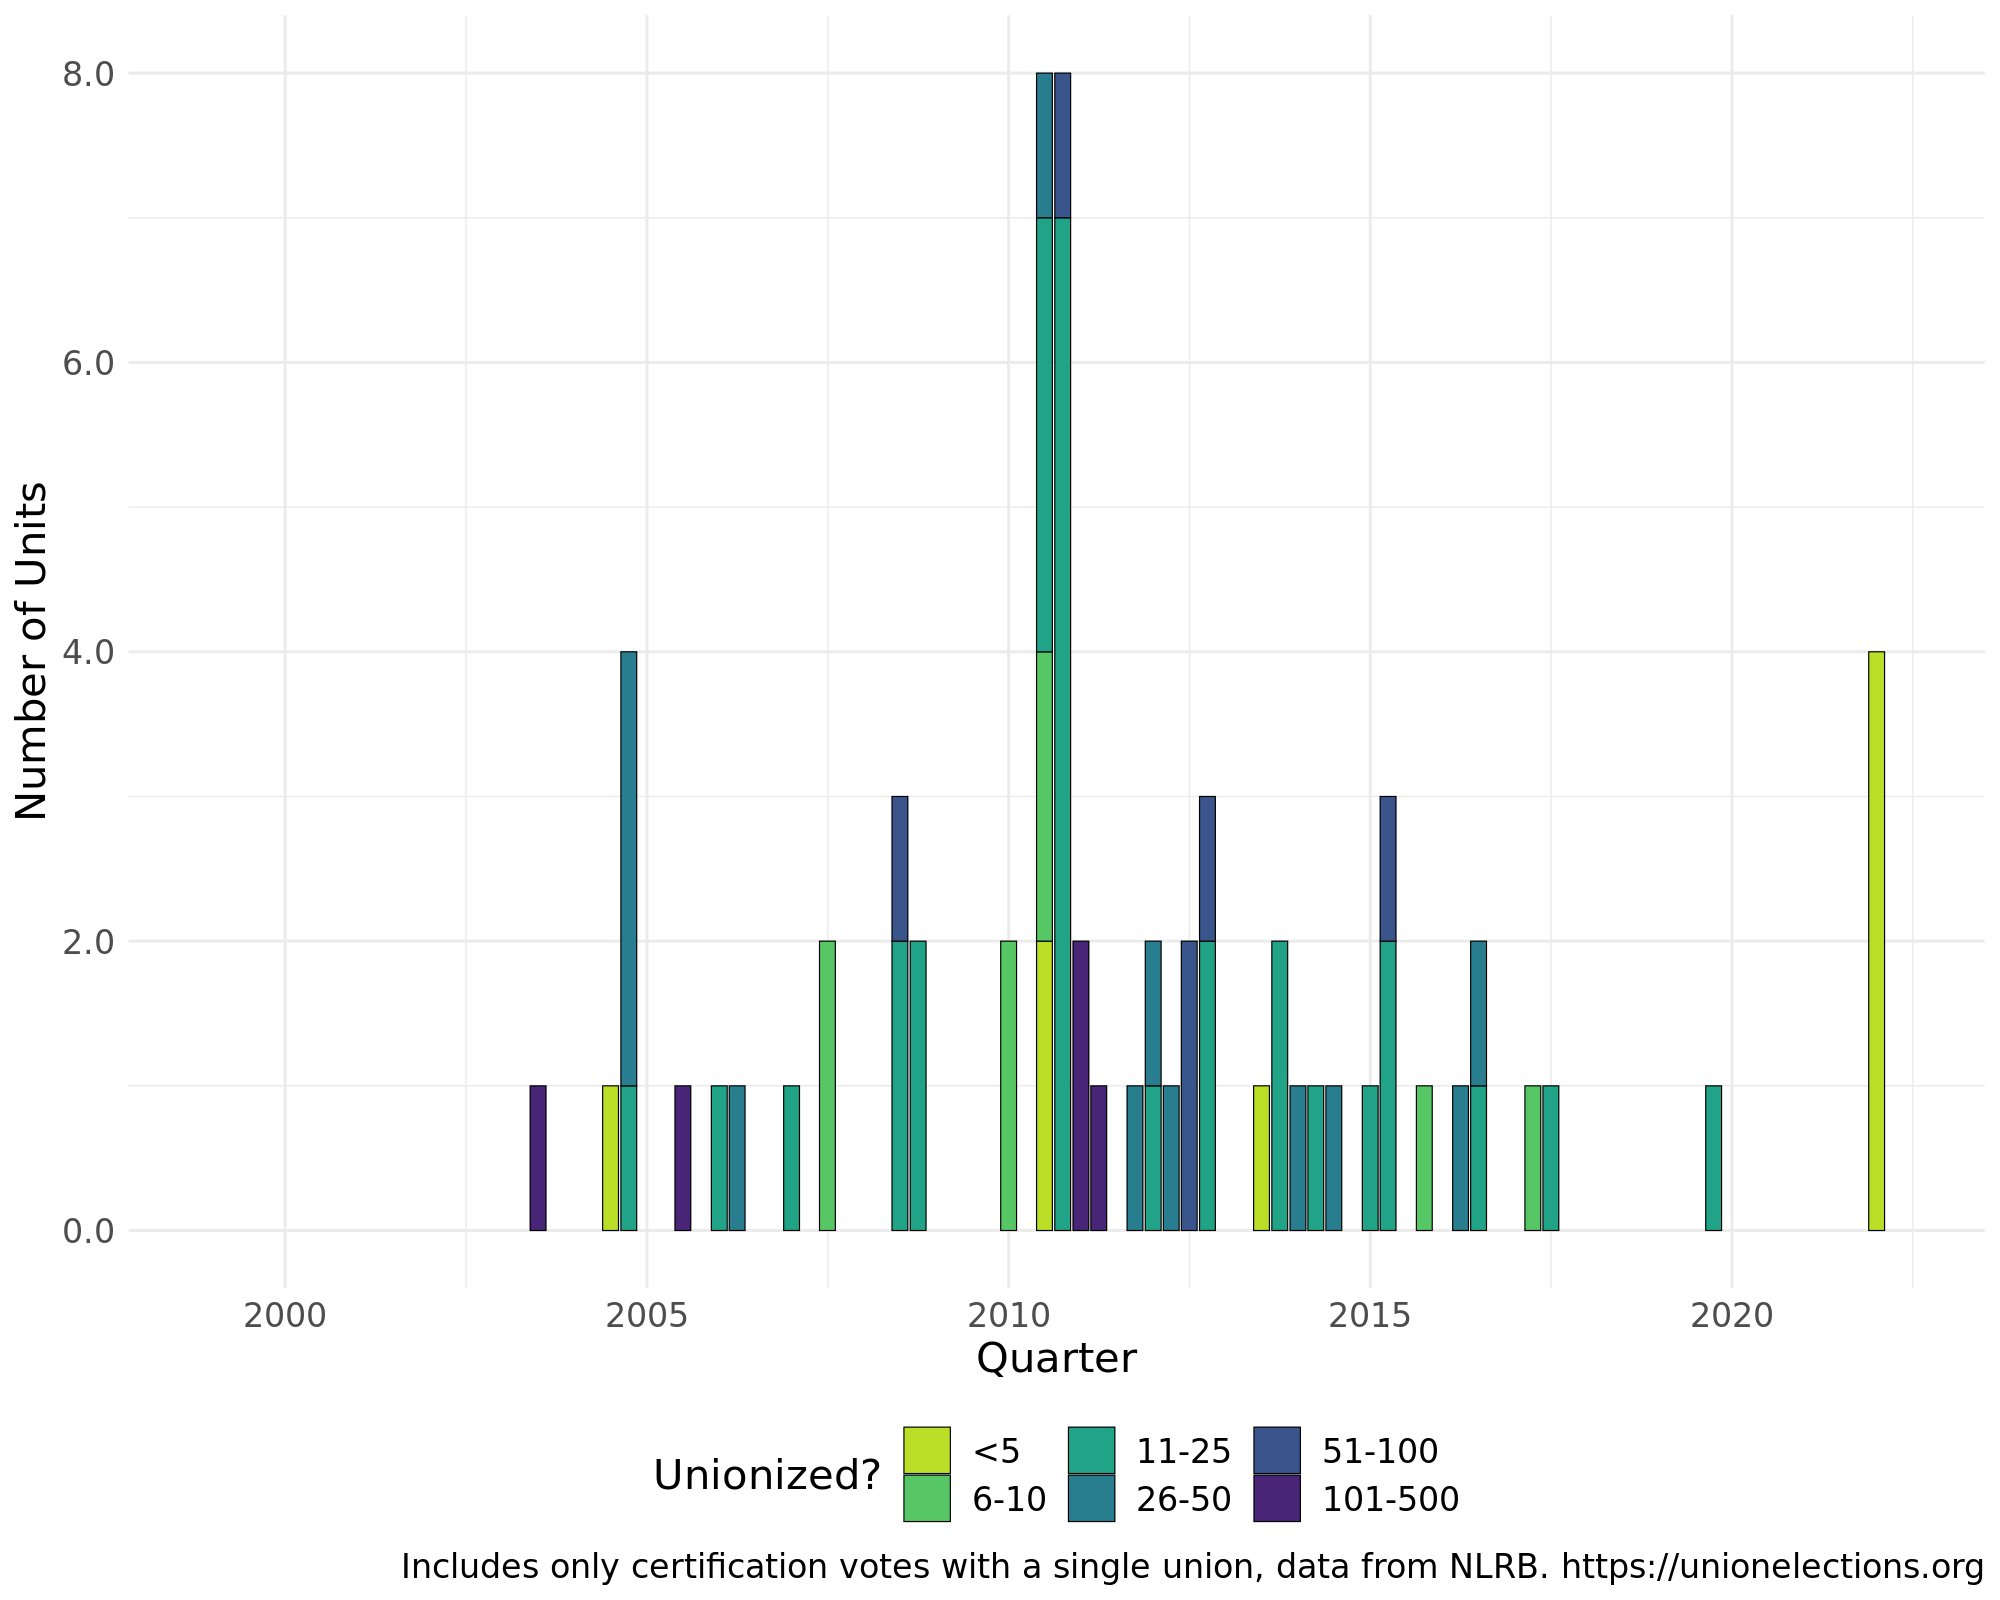 8.0
6.0
4.0
2.0
0.0
Number of Units
2000 2005 2010 2015 2020
Quarter
Unionized?
<5 11-25 51-100
6-10 26-50 101-500
Includes only certification votes with a single union, data from NLRB. https://unionelections.org